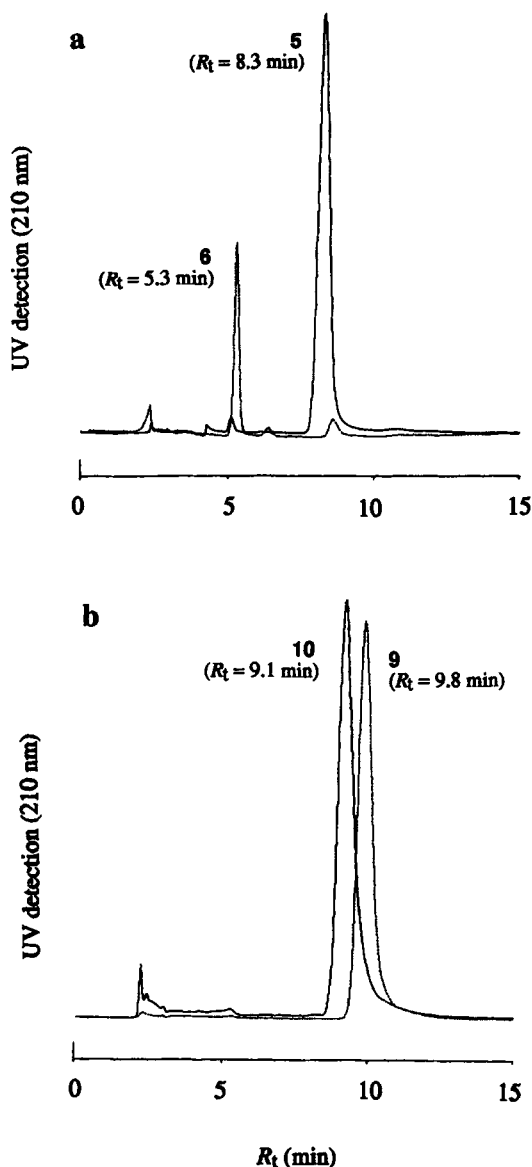 a
5
(Rt = 8.3 min)
6
(Rt = 5.3 min)
UV detection (210 nm)
0 5 10 15
b
10
(Rt = 9.1 min)
9
(Rt = 9.8 min)
UV detection (210 nm)
0 5 10 15
Rt (min)